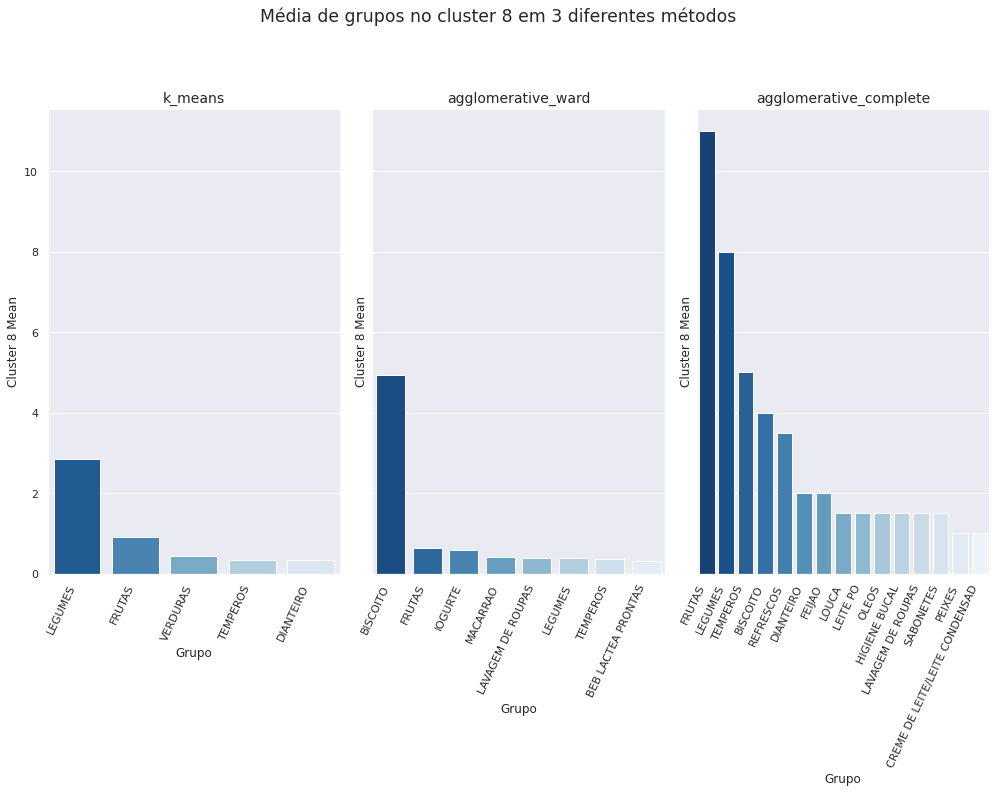 Média de grupos no cluster 8 em 3 diferentes métodos
k_means
Cluster 8 Mean
10
8
6
4
2
0
LEGUMES
FRUTAS
VERDURAS
TEMPEROS
DIANTEIRO
Grupo
agglomerative_ward
Cluster 8 Mean
BISCOITO
FRUTAS
IOGURTE
MACARRAO
LAVAGEM DE ROUPAS
LEGUMES
TEMPEROS
BEB LACTEA PRONTAS
Grupo
agglomerative_complete
Cluster 8 Mean
FRUTAS
LEGUMES
TEMPEROS
BISCOITO
REFRESCOS
DIANTEIRO
FEIJAO
LOUCA
LEITE PO
OLEOS
HIGIENE BUCAL
LAVAGEM DE ROUPAS
SABONETES
PEIXES
CREME DE LEITE/LEITE CONDENSAD
Grupo